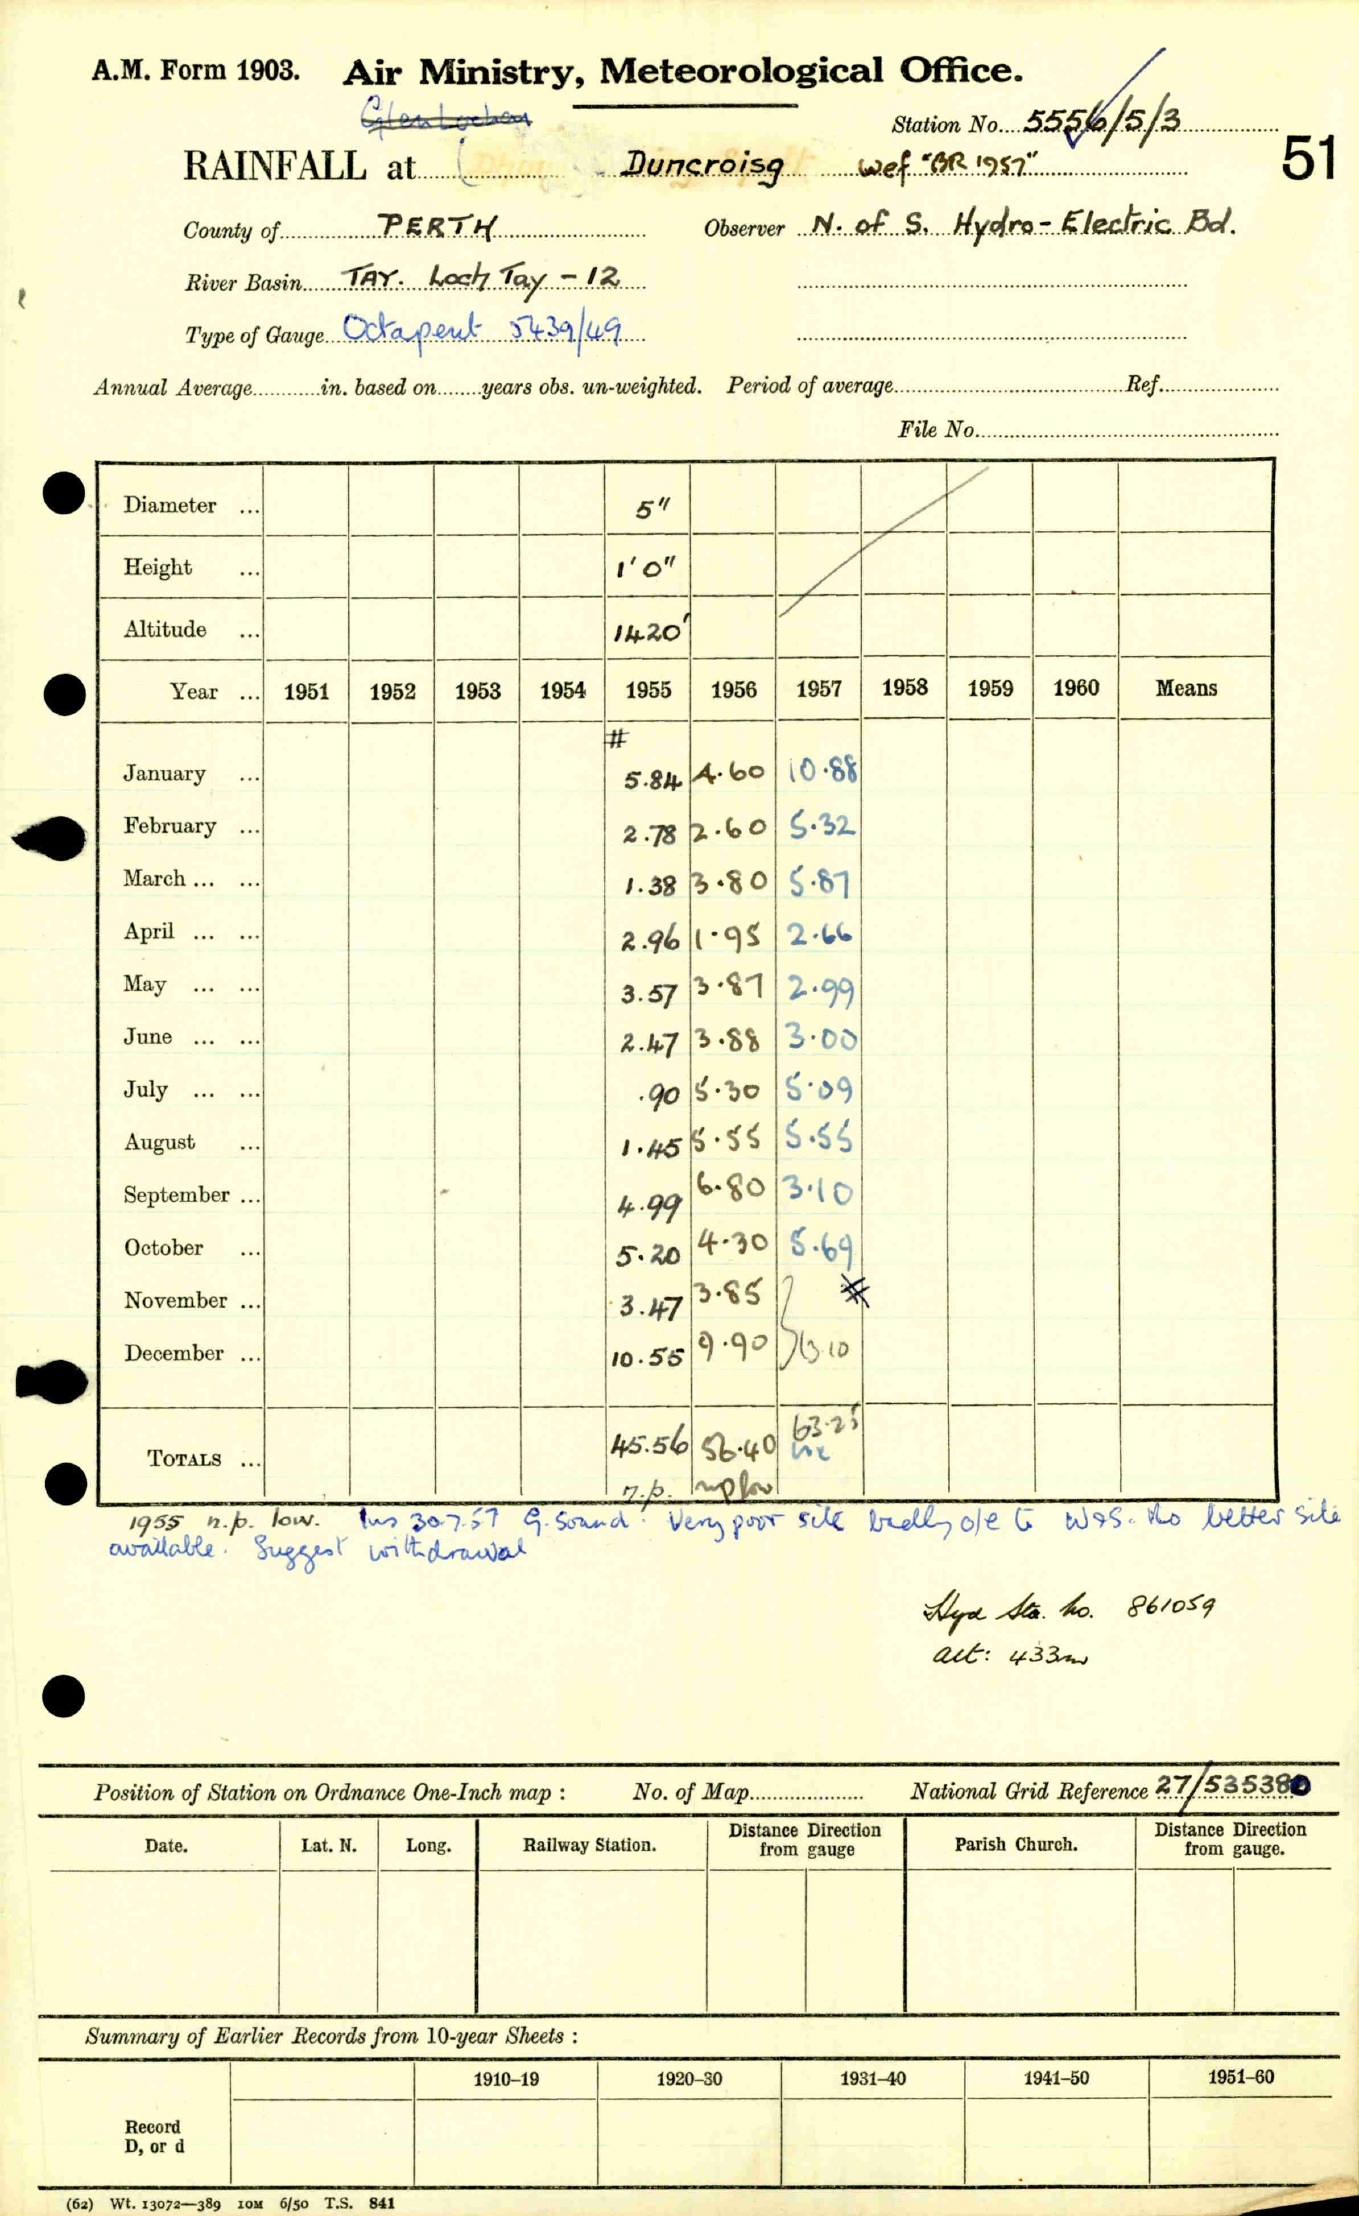 A.M. Form 1903. Air Ministry, Meteorological Office.
Station No. 5556/5/3
51
RAINFALL at Duncroisg wef "BR 1957"
County of PERTH Observer N. of S. Hydro-Electric Bd.
River Basin TAY. Loch Tay - 12
Type of Gauge Octapent 5439/49
Annual Average in. based on years obs. un-weighted. Period of average Ref.
File No.
Diameter ... 5"
Height ... 1'0"
Altitude ... 1420'
Year ... 1951 1952 1953 1954 1955 1956 1957 1958 1959 1960 Means
#
January ... 5.84 4.60 10.88
February ... 2.78 2.60 5.32
March ... ... 1.38 3.80 5.87
April ... ... 2.96 1.95 2.66
May ... ... 3.57 3.87 2.99
June ... ... 2.47 3.88 3.00
July ... ... .90 5.30 5.09
August ... 1.45 5.55 5.55
September ... 4.99 6.80 3.10
October ... 5.20 4.30 5.69
November ... 3.47 3.85 #
December ... 10.55 9.90 13 10
TOTALS ... 45.56 56.40 63.25
n.p. np low
1955 n.p. low. Ins 30.7.57 G. Sound. Very poor site badly o/e to W&S. No better site
available. Suggest withdrawal
Hyd Sta. No. 861059
alt: 433m
Position of Station on Ordnance One-Inch map : No. of Map National Grid Reference 27/535380
Date. Lat. N. Long. Railway Station. Distance from Direction gauge Parish Church. Distance from Direction gauge.
Summary of Earlier Records from 10-year Sheets :
1910–19 1920–30 1931–40 1941–50 1951–60
Record
D, or d
(62) Wt. 13072—389 10M 6/50 T.S. 841